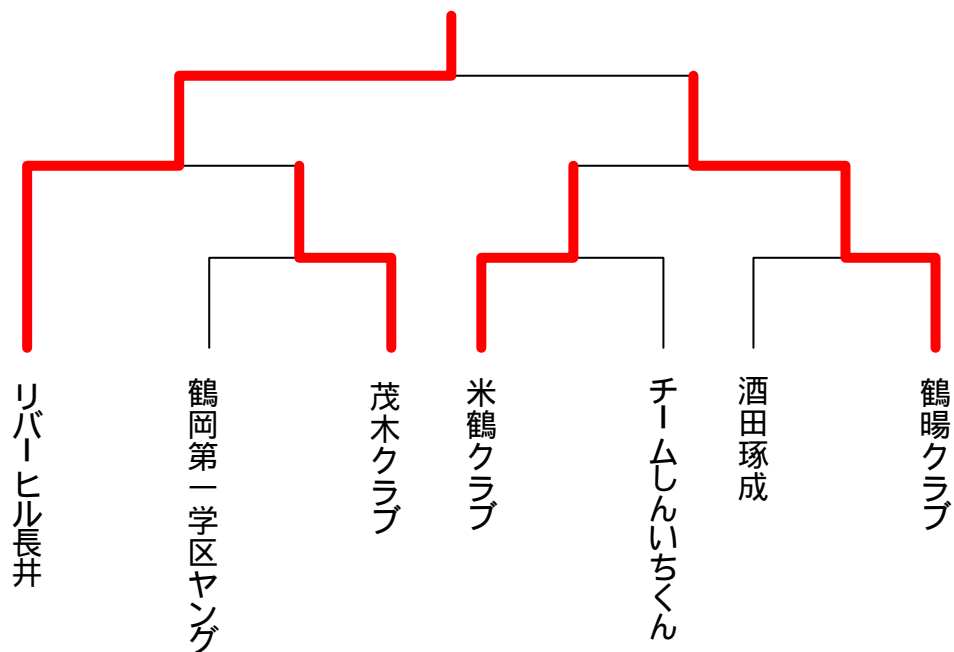 リバーヒル長井
鶴岡第一学区ヤング
茂木クラブ
米鶴クラブ
チームしんいちくん
酒田琢成
鶴暘クラブ